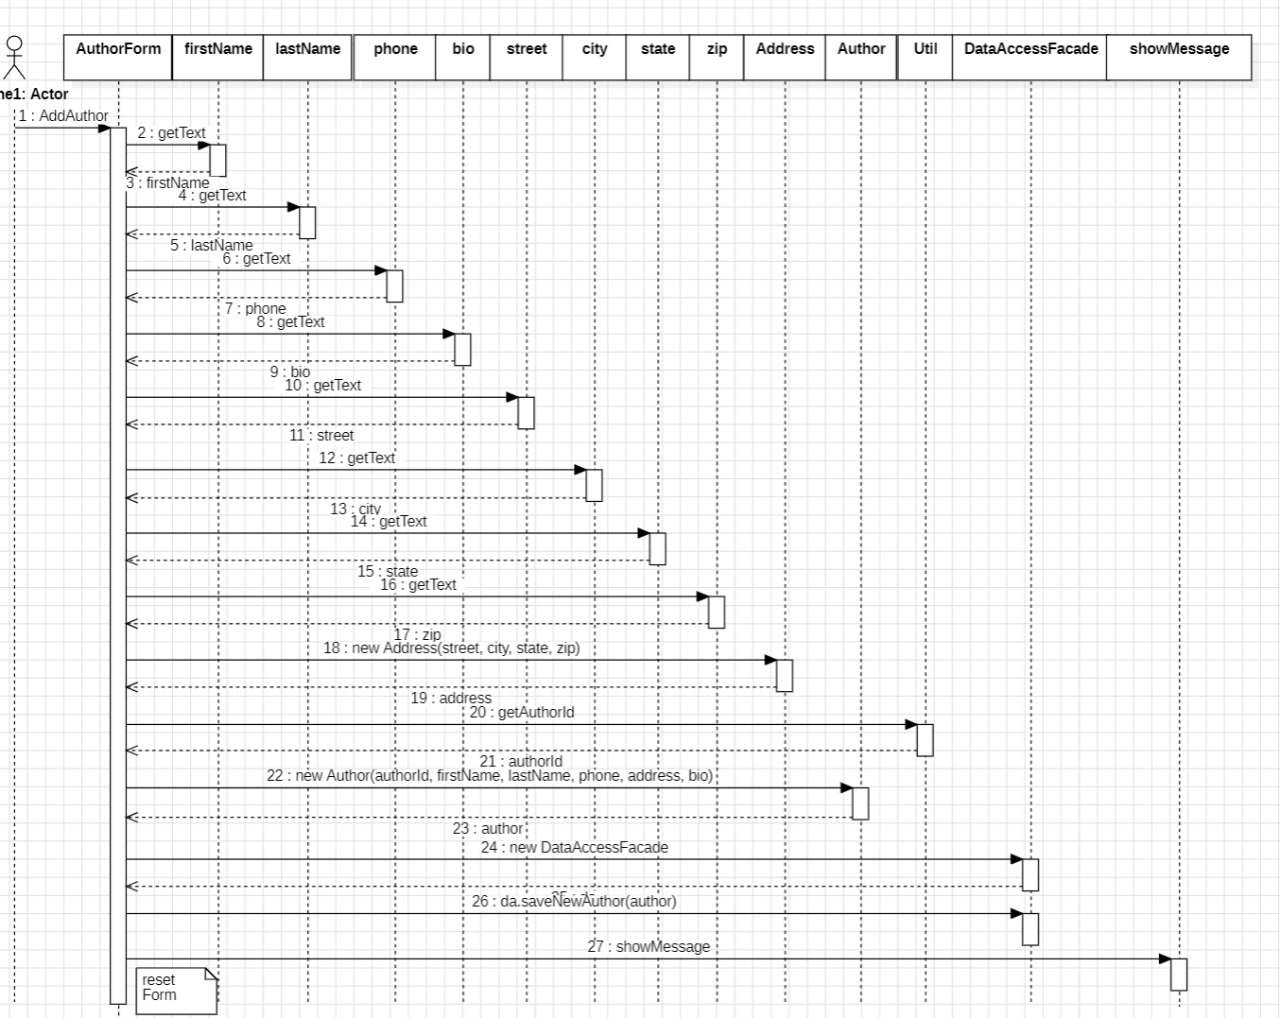 AuthorForm firstName lastName phone bio street city state zip Address Author Util DataAccessFacade showMessage
ne1: Actor
1 : AddAuthor
2 : getText
3 : firstName
4 : getText
5 : lastName
6 : getText
7 : phone
8 : getText
9 : bio
10 : getText
11 : street
12 : getText
13 : city
14 : getText
15 : state
16 : getText
17 : zip
18 : new Address(street, city, state, zip)
19 : address
20 : getAuthorId
21 : authorId
22 : new Author(authorId, firstName, lastName, phone, address, bio)
23 : author
24 : new DataAccessFacade
26 : da.saveNewAuthor(author)
27 : showMessage
reset
Form